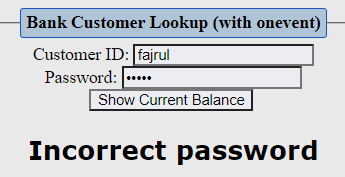 Bank Customer Lookup (with onevent)
Customer ID: fajrul
Password: •••••
Show Current Balance
Incorrect password